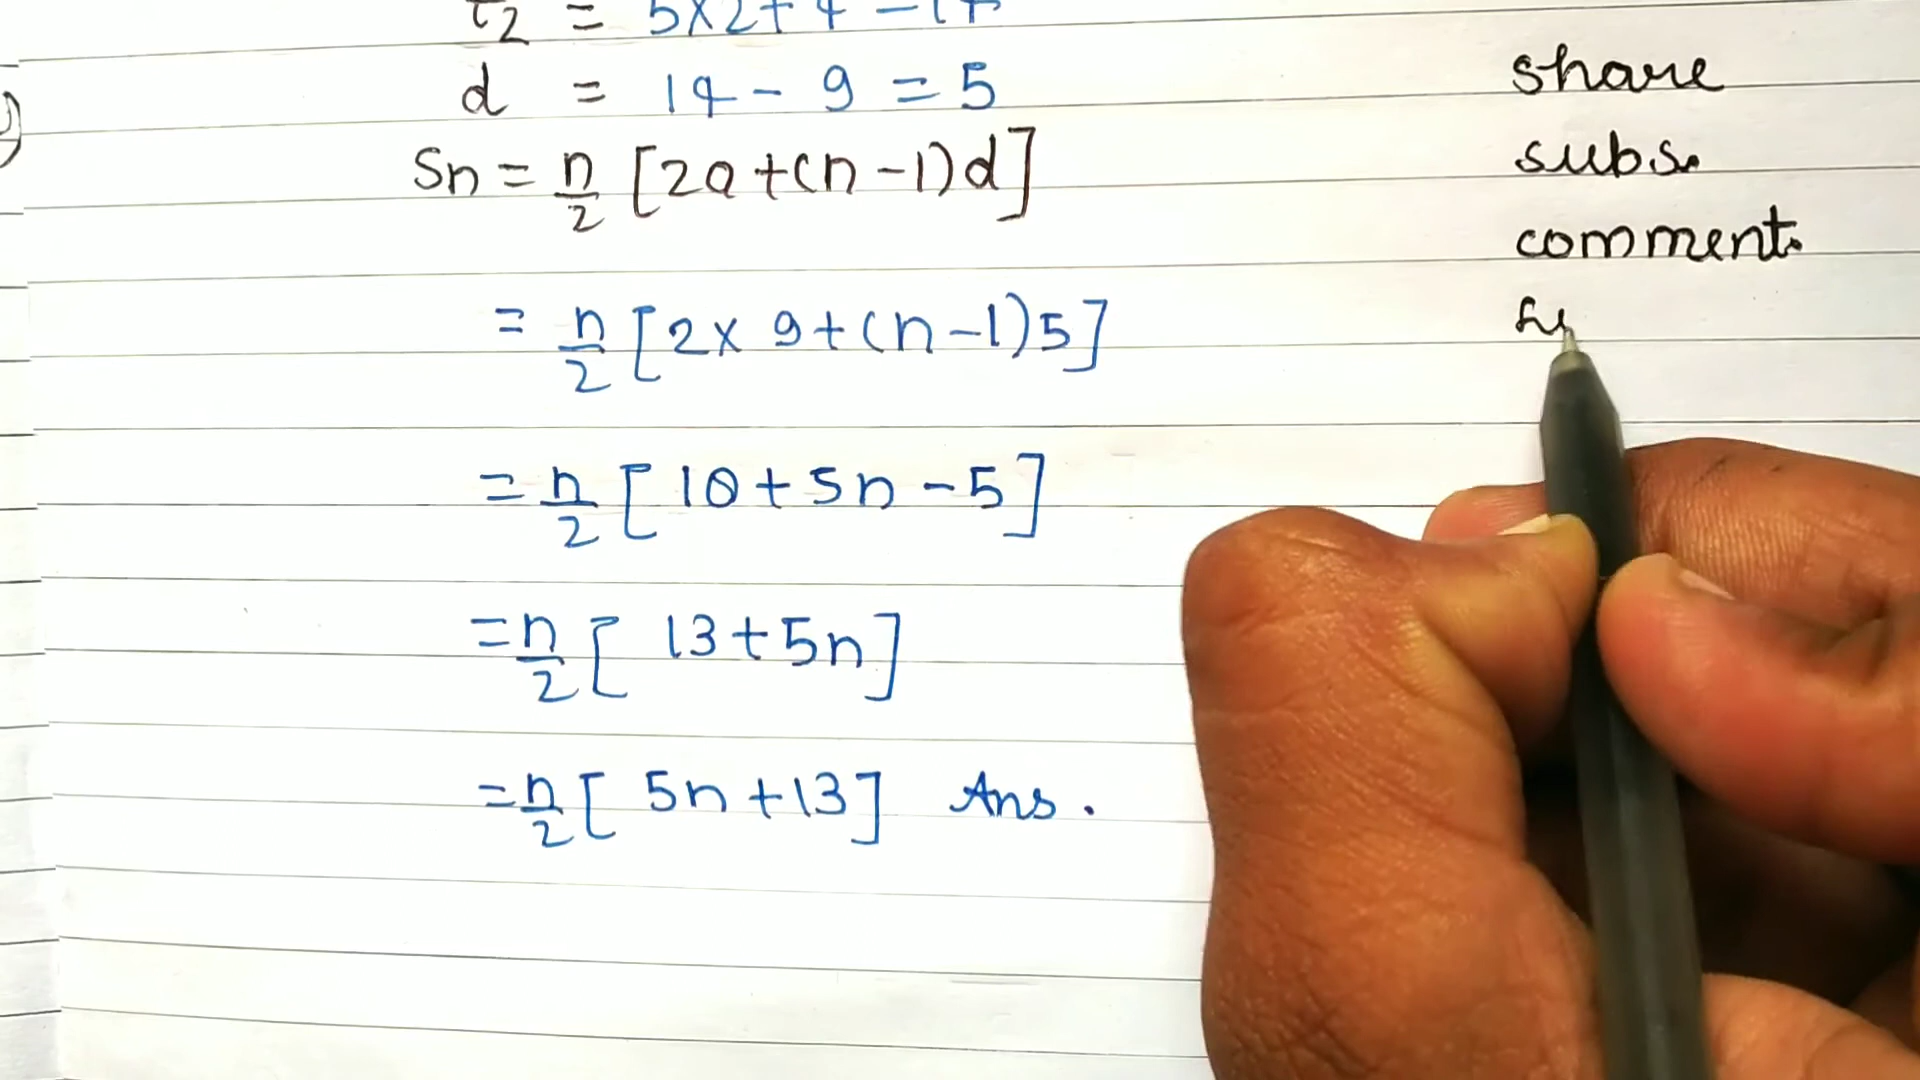 d = 14 - 9 = 5
Sn = n/2 [2a+(n-1)d]
= n/2 [2x 9+(n-1)5]
= n/2 [18+5n-5]
= n/2 [13+5n]
= n/2 [5n+13] Ans.
share
subs.
comment.